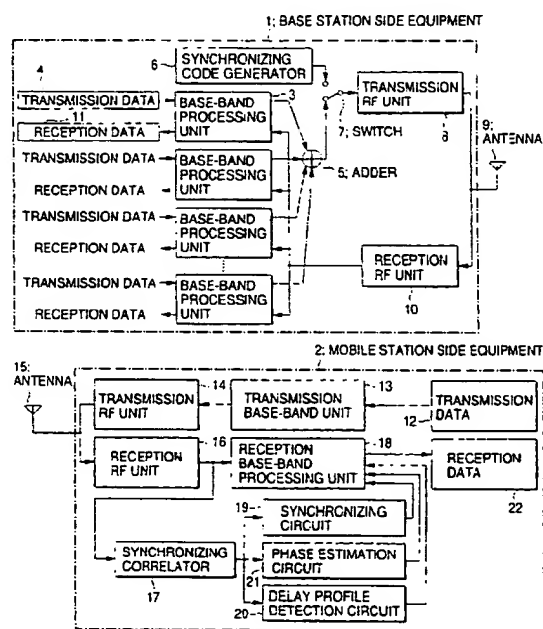 1; BASE STATION SIDE EQUIPMENT
6
SYNCHRONIZING
CODE GENERATOR
4
3
TRANSMISSION DATA
11
RECEPTION DATA
BASE-BAND
PROCESSING
UNIT
TRANSMISSION
RF UNIT
7; SWITCH
8
9;
ANTENNA
TRANSMISSION DATA
RECEPTION DATA
BASE-BAND
PROCESSING
UNIT
5; ADDER
TRANSMISSION DATA
RECEPTION DATA
BASE-BAND
PROCESSING
UNIT
TRANSMISSION DATA
RECEPTION DATA
BASE-BAND
PROCESSING
UNIT
RECEPTION
RF UNIT
10
2; MOBILE STATION SIDE EQUIPMENT
15;
ANTENNA
14
13
TRANSMISSION
RF UNIT
TRANSMISSION
BASE-BAND UNIT
TRANSMISSION
DATA
12
16
18
RECEPTION
RF UNIT
RECEPTION
BASE-BAND
PROCESSING UNIT
RECEPTION
DATA
22
19
SYNCHRONIZING
CIRCUIT
SYNCHRONIZING
CORRELATOR
17
PHASE ESTIMATION
CIRCUIT
21
DELAY PROFILE
DETECTION CIRCUIT
20